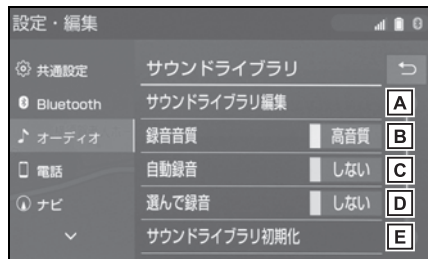 設定・編集
共通設定
サウンドライブラリ
Bluetooth
サウンドライブラリ編集
A
オーディオ
録音音質
高音質
B
電話
自動録音
しない
C
ナビ
選んで録音
しない
D
サウンドライブラリ初期化
E